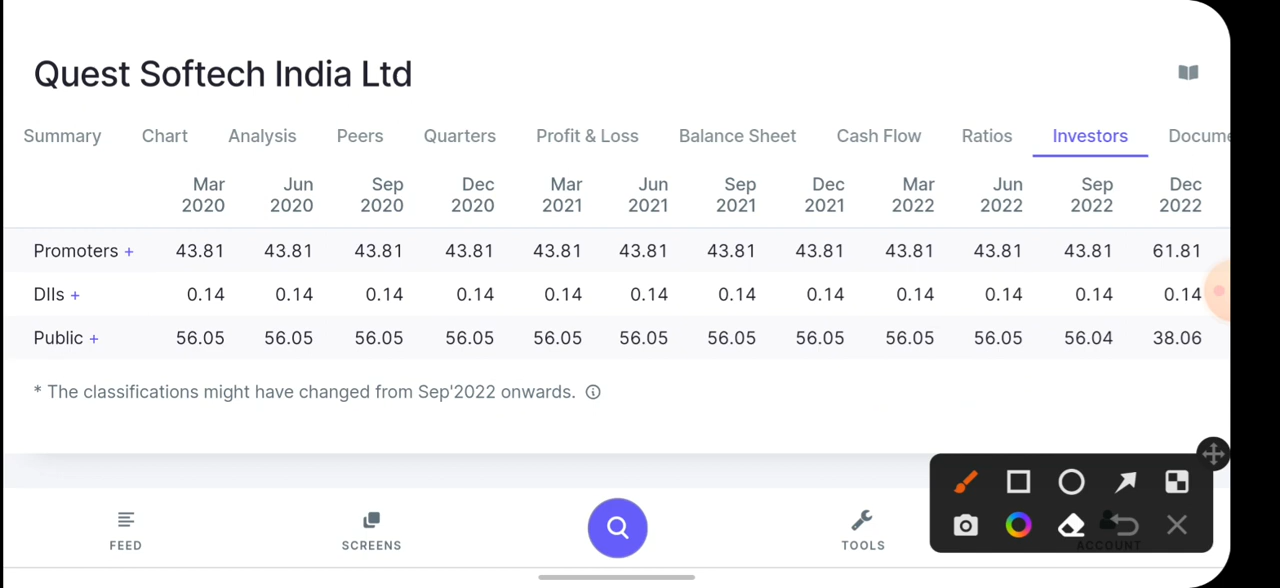 Quest Softech India Ltd
Summary Chart Analysis Peers Quarters Profit & Loss Balance Sheet Cash Flow Ratios Investors Docume
Mar 2020 Jun 2020 Sep 2020 Dec 2020 Mar 2021 Jun 2021 Sep 2021 Dec 2021 Mar 2022 Jun 2022 Sep 2022 Dec 2022
Promoters + 43.81 43.81 43.81 43.81 43.81 43.81 43.81 43.81 43.81 43.81 43.81 61.81
DIIs + 0.14 0.14 0.14 0.14 0.14 0.14 0.14 0.14 0.14 0.14 0.14 0.14
Public + 56.05 56.05 56.05 56.05 56.05 56.05 56.05 56.05 56.05 56.05 56.04 38.06
* The classifications might have changed from Sep'2022 onwards.
FEED SCREENS TOOLS ACCOUNT